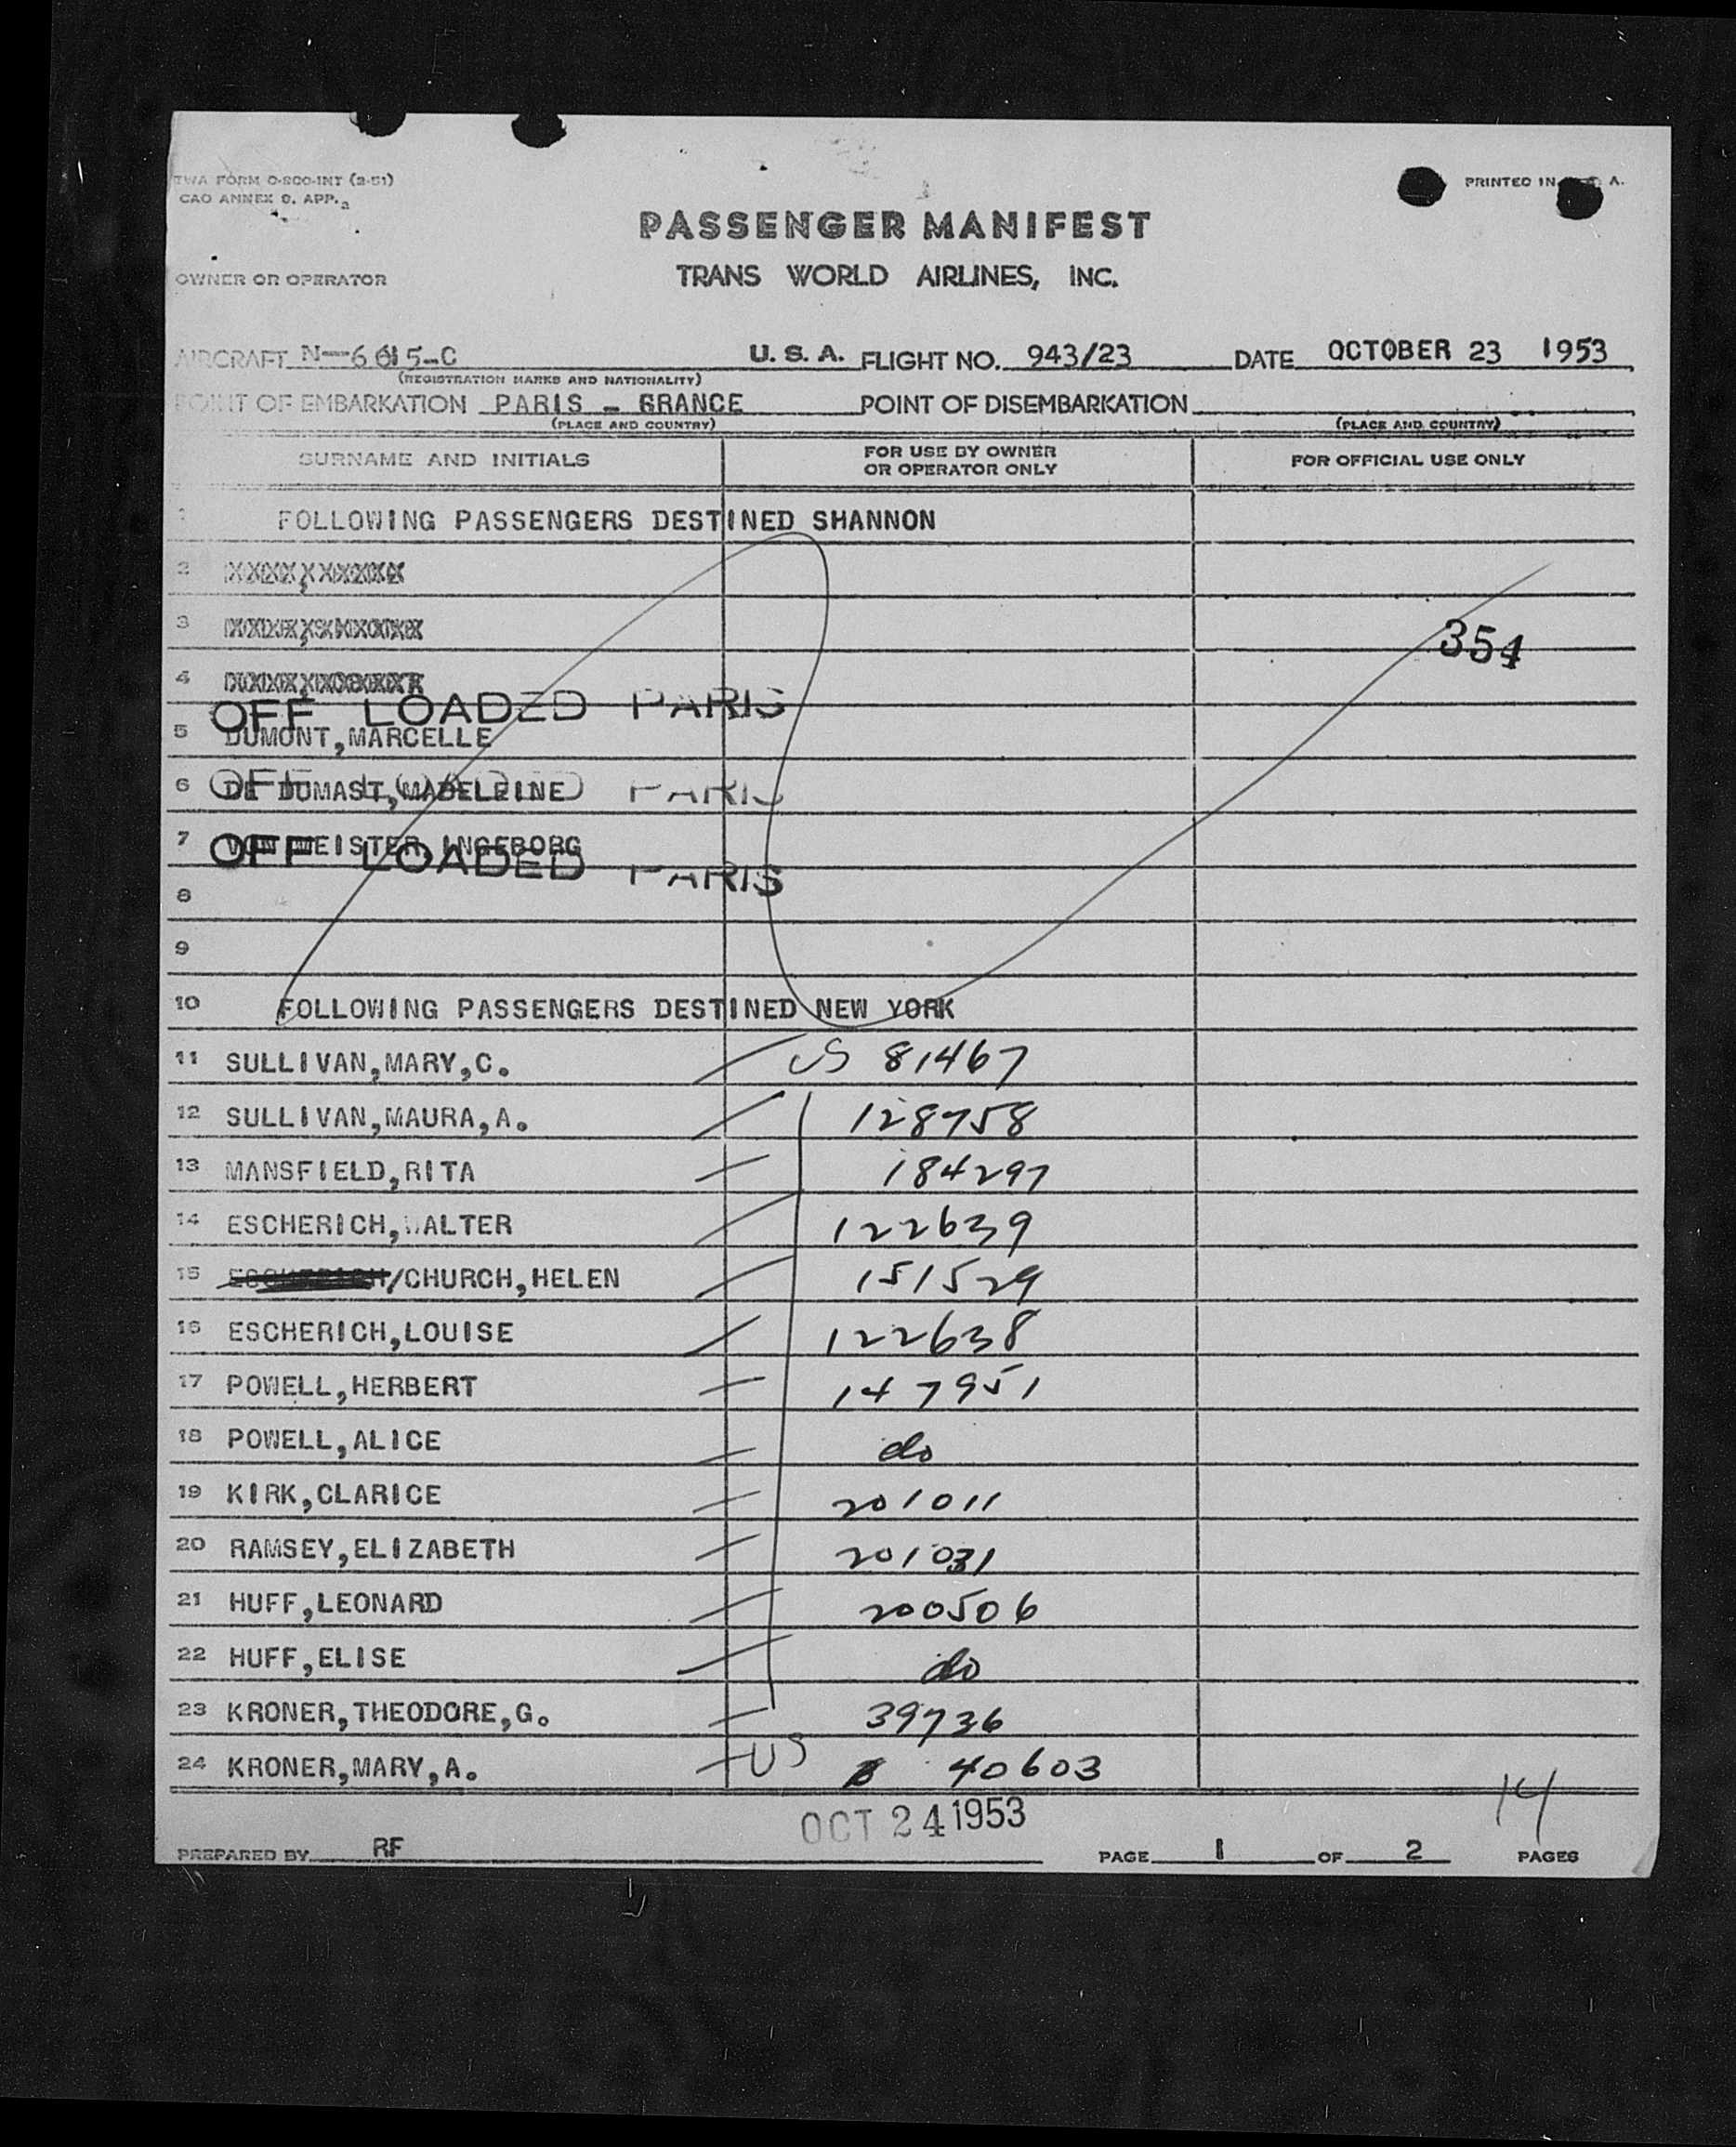 TWA FORM O-800-INT (2-51)
CAO ANNEX 9, APP. 2
PRINTED IN A.
PASSENGER MANIFEST
OWNER OR OPERATOR
TRANS WORLD AIRLINES, INC.
AIRCRAFT N-6615-C U. S. A. FLIGHT NO. 943/23 DATE OCTOBER 23 1953
(REGISTRATION MARKS AND NATIONALITY)
POINT OF EMBARKATION PARIS - GRANCE POINT OF DISEMBARKATION
(PLACE AND COUNTRY) (PLACE AND COUNTRY)
SURNAME AND INITIALS FOR USE BY OWNER OR OPERATOR ONLY FOR OFFICIAL USE ONLY
1 FOLLOWING PASSENGERS DESTINED SHANNON
2
3
354
4
OFF LOADED PARIS
5 DUMONT,MARCELLE
6 DE DUMAST,MADELEINE
OFF LOADED PARIS
7 VON MEISTER,INGEBORG
OFF LOADED PARIS
8
9
10 FOLLOWING PASSENGERS DESTINED NEW YORK
11 SULLIVAN,MARY,C. US 81467
12 SULLIVAN,MAURA,A. 128758
13 MANSFIELD,RITA 184297
14 ESCHERICH,WALTER 122639
15 /CHURCH,HELEN 151529
16 ESCHERICH,LOUISE 122638
17 POWELL,HERBERT 147951
18 POWELL,ALICE do
19 KIRK,CLARICE 201011
20 RAMSEY,ELIZABETH 201031
21 HUFF,LEONARD 200506
22 HUFF,ELISE do
23 KRONER,THEODORE,G. 39736
24 KRONER,MARY,A. US 40603
14
OCT 24 1953
PREPARED BY RF PAGE 1 OF 2 PAGES